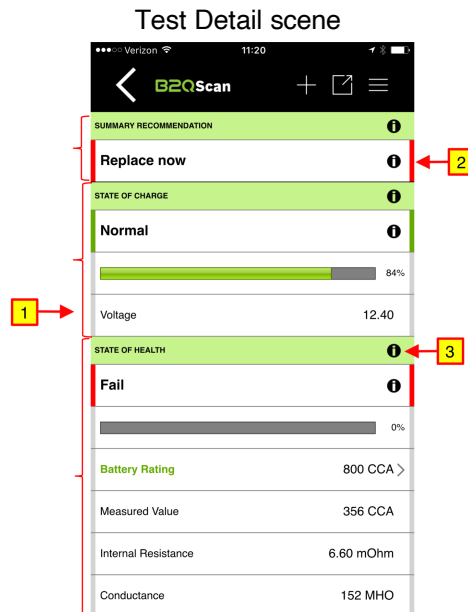 Test Detail scene
Verizon 11:20
B2QScan
SUMMARY RECOMMENDATION
Replace now
2
STATE OF CHARGE
Normal
84%
1
Voltage 12.40
STATE OF HEALTH
3
Fail
0%
Battery Rating 800 CCA
Measured Value 356 CCA
Internal Resistance 6.60 mOhm
Conductance 152 MHO